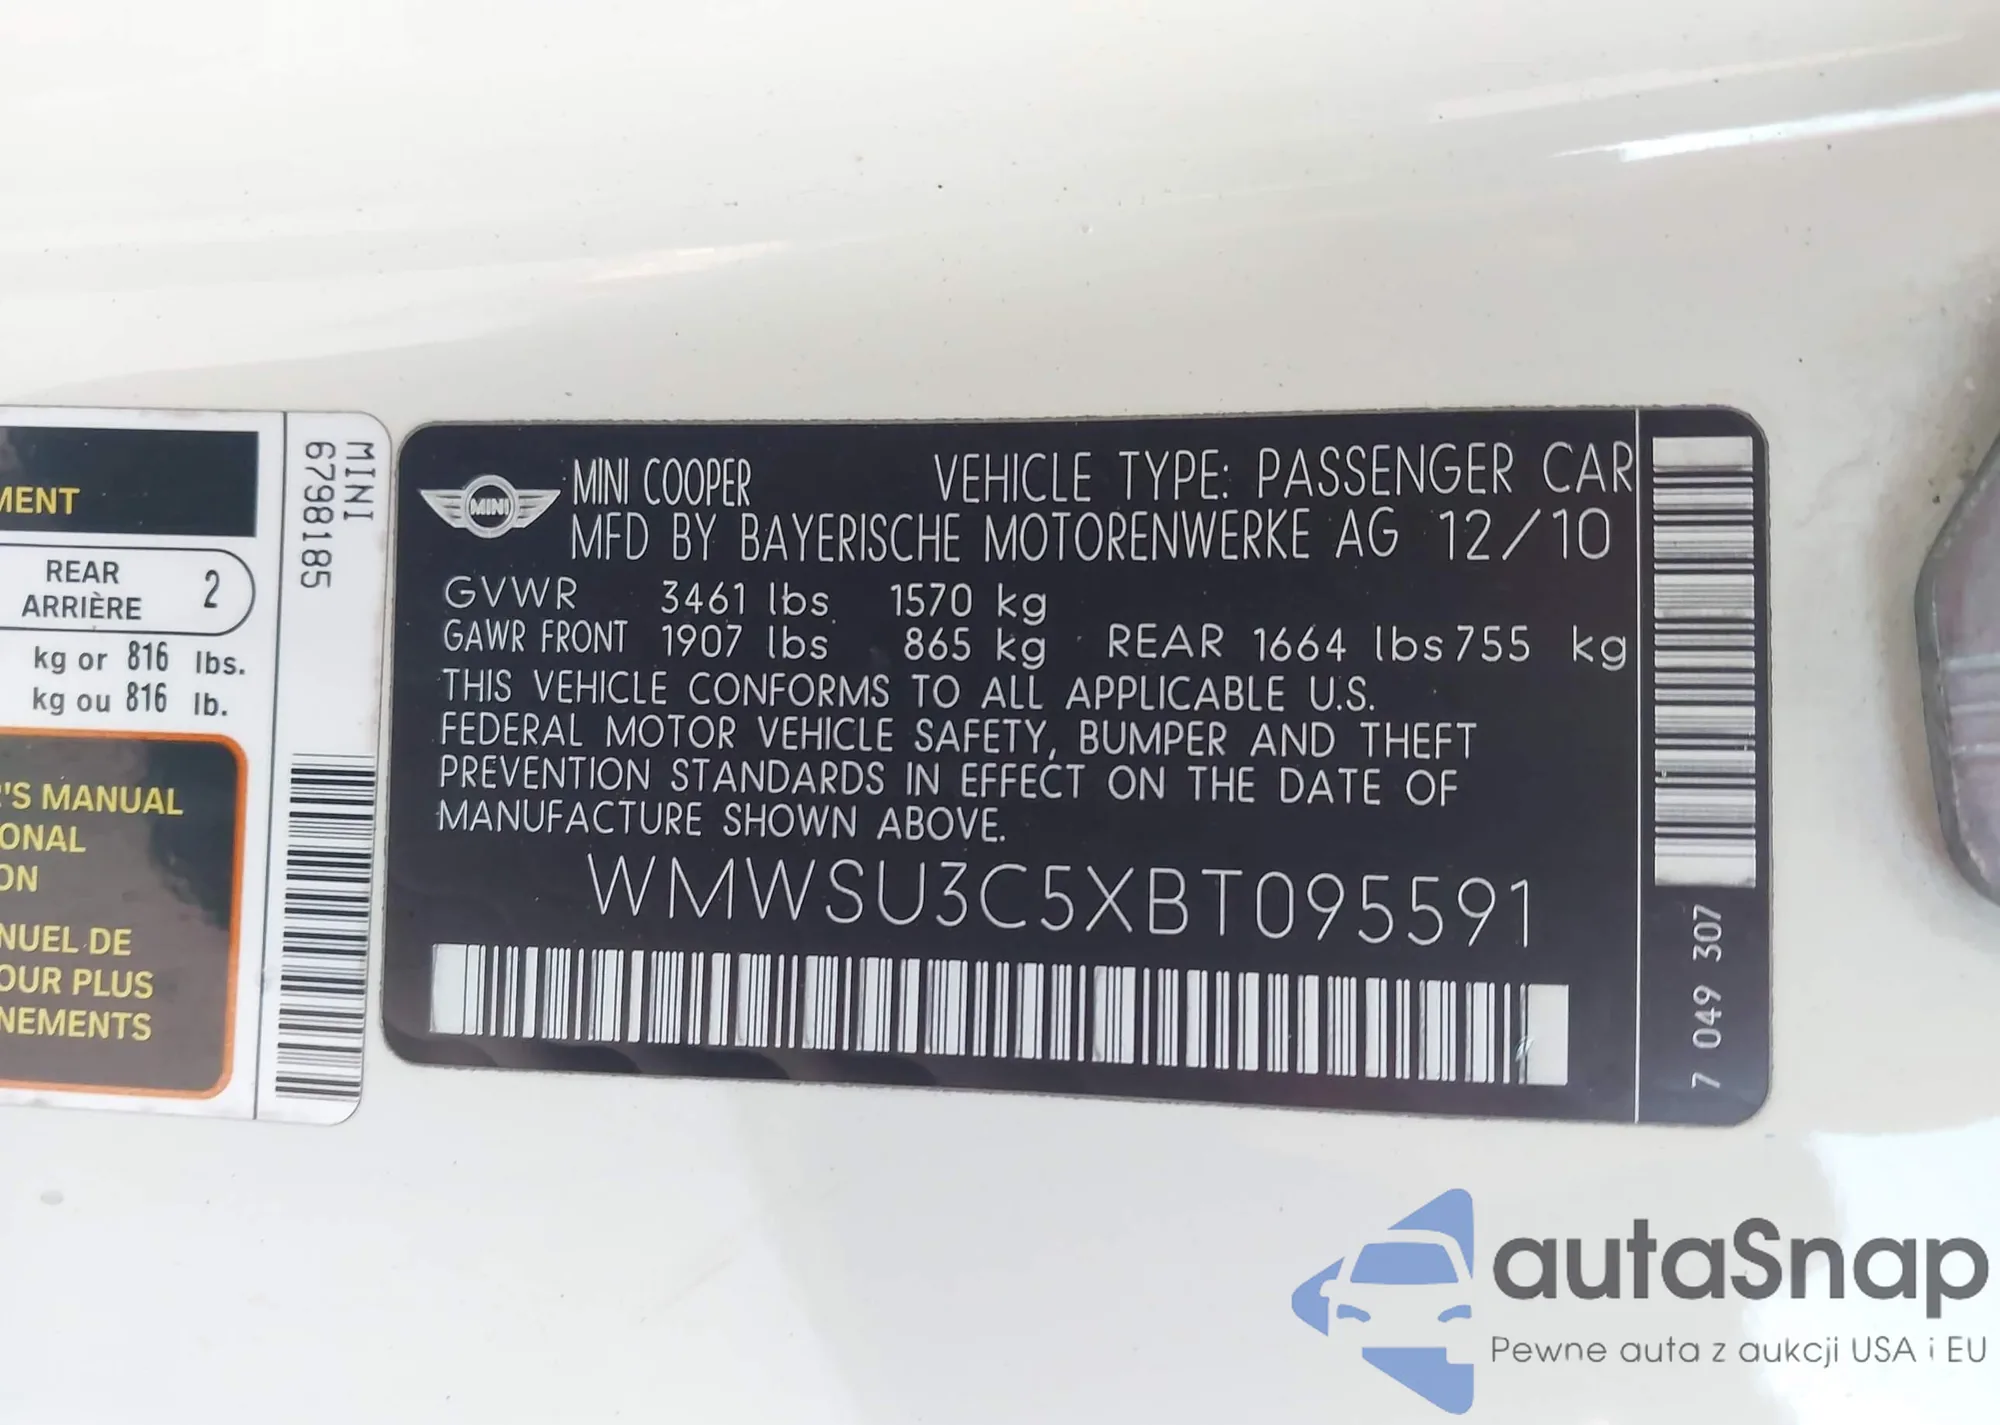 MENT
REAR
ARRIÈRE
2
kg or 816 lbs.
kg ou 816 lb.
'S MANUAL
ONAL
ON
NUEL DE
OUR PLUS
NEMENTS
MINI
6798185
MINI
MINI COOPER VEHICLE TYPE: PASSENGER CAR
MFD BY BAYERISCHE MOTORENWERKE AG 12/10
GVWR 3461 lbs 1570 kg
GAWR FRONT 1907 lbs 865 kg REAR 1664 lbs 755 kg
THIS VEHICLE CONFORMS TO ALL APPLICABLE U.S.
FEDERAL MOTOR VEHICLE SAFETY, BUMPER AND THEFT
PREVENTION STANDARDS IN EFFECT ON THE DATE OF
MANUFACTURE SHOWN ABOVE.
WMWSU3C5XBT095591
7 049 307
autaSnap
Pewne auta z aukcji USA i EU